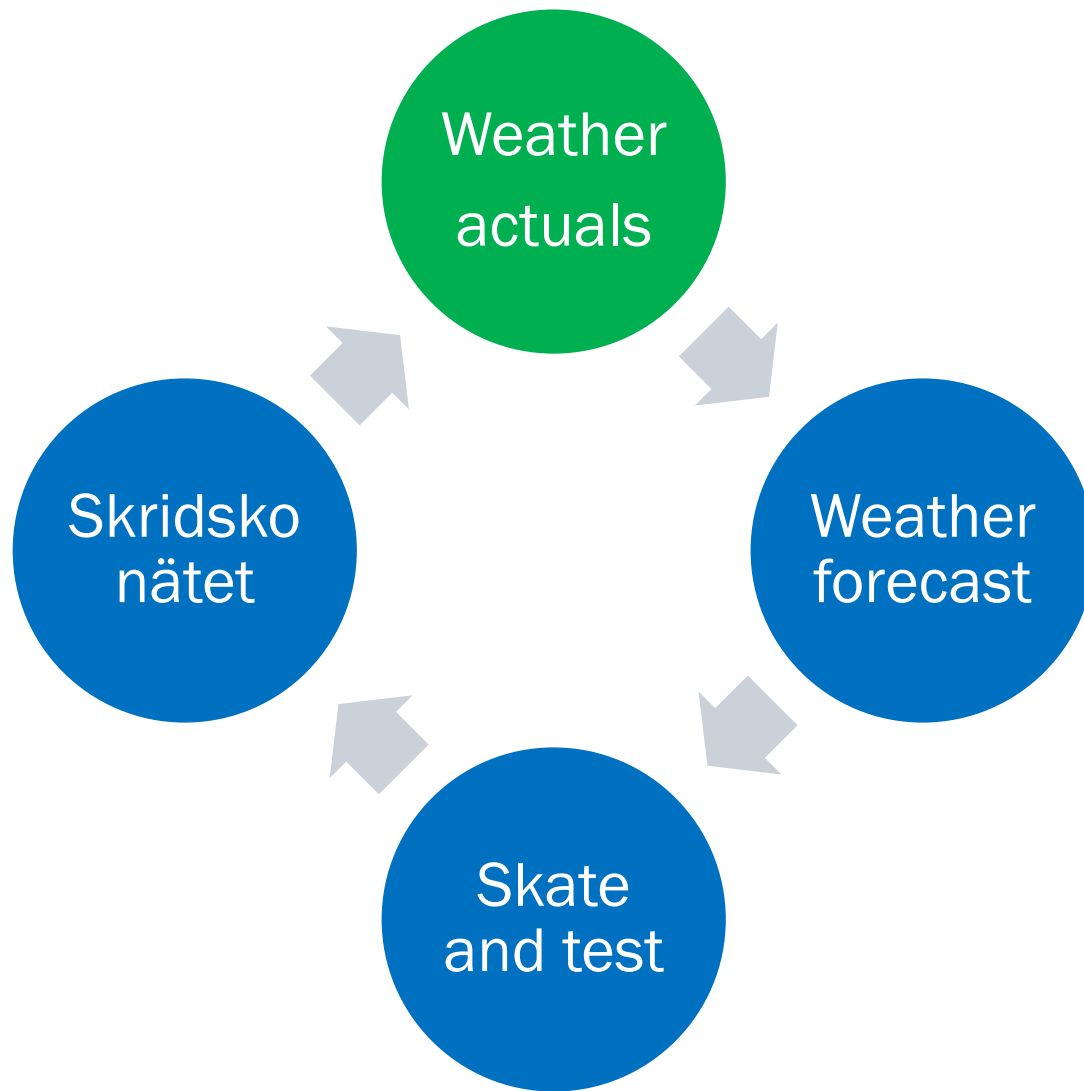 Weather
actuals
Weather
forecast
Skate
and test
Skridsko
nätet